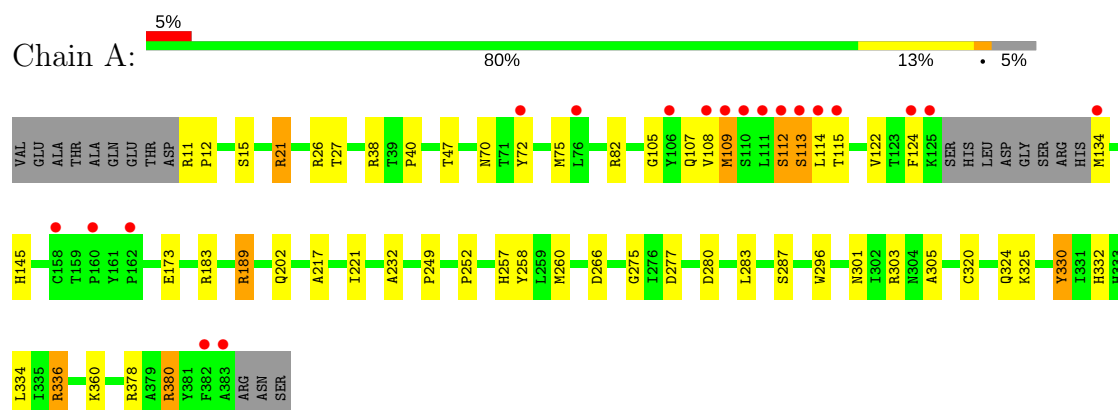 5%
Chain A:
80% 13% • 5%
VAL GLU ALA THR ALA GLN GLU THR ASP R11 P12 S15 R21 R26 T27 R38 T39 P40 T47 N70 T71 Y72 M75 L76 R82 G105 Y106 Q107 V108 M109 S110 L111 S112 S113 L114 T115 V122 T123 F124 K125 SER HIS LEU ASP GLY SER ARG HIS M134
H145 C158 T159 P160 Y161 P162 E173 R183 R189 Q202 A217 I221 A232 P249 P252 H257 Y258 L259 M260 D266 G275 I276 D277 D280 L283 S287 W296 N301 I302 R303 N304 A305 C320 Q324 K325 Y330 I331 H332 H333
L334 I335 R336 K360 R378 A379 R380 Y381 F382 A383 ARG ASN SER